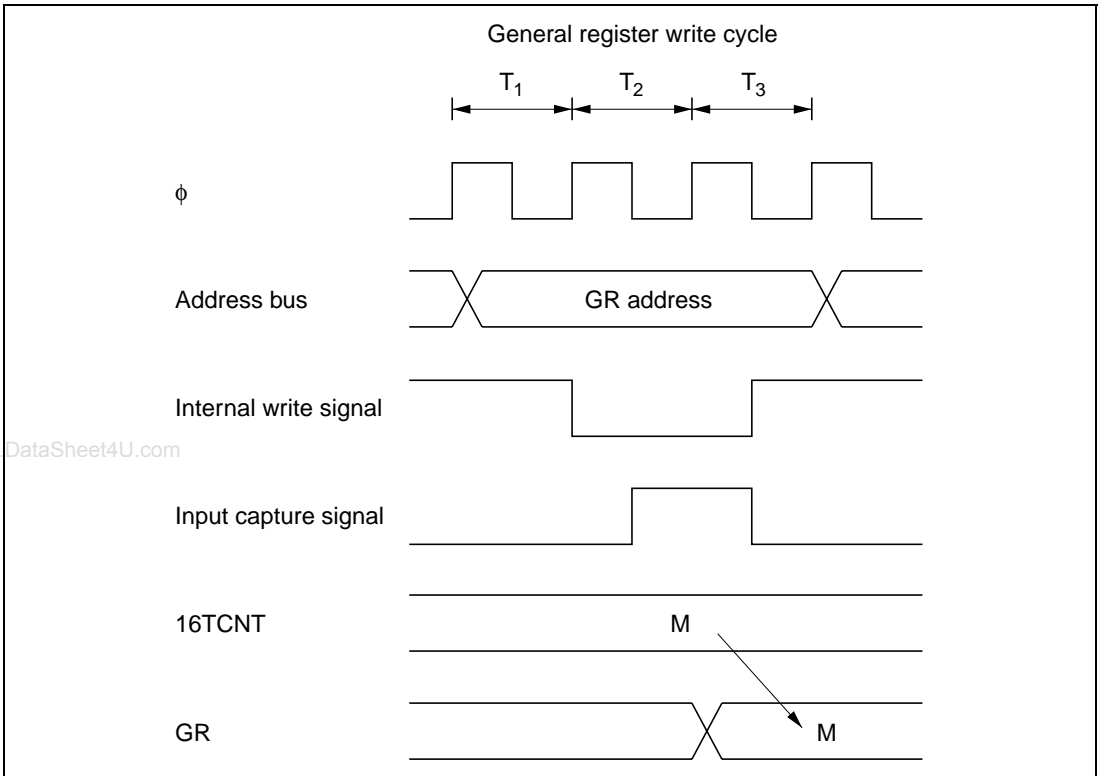 General register write cycle
T1 T2 T3
φ
Address bus GR address
Internal write signal
DataSheet4U.com
Input capture signal
16TCNT M
GR M